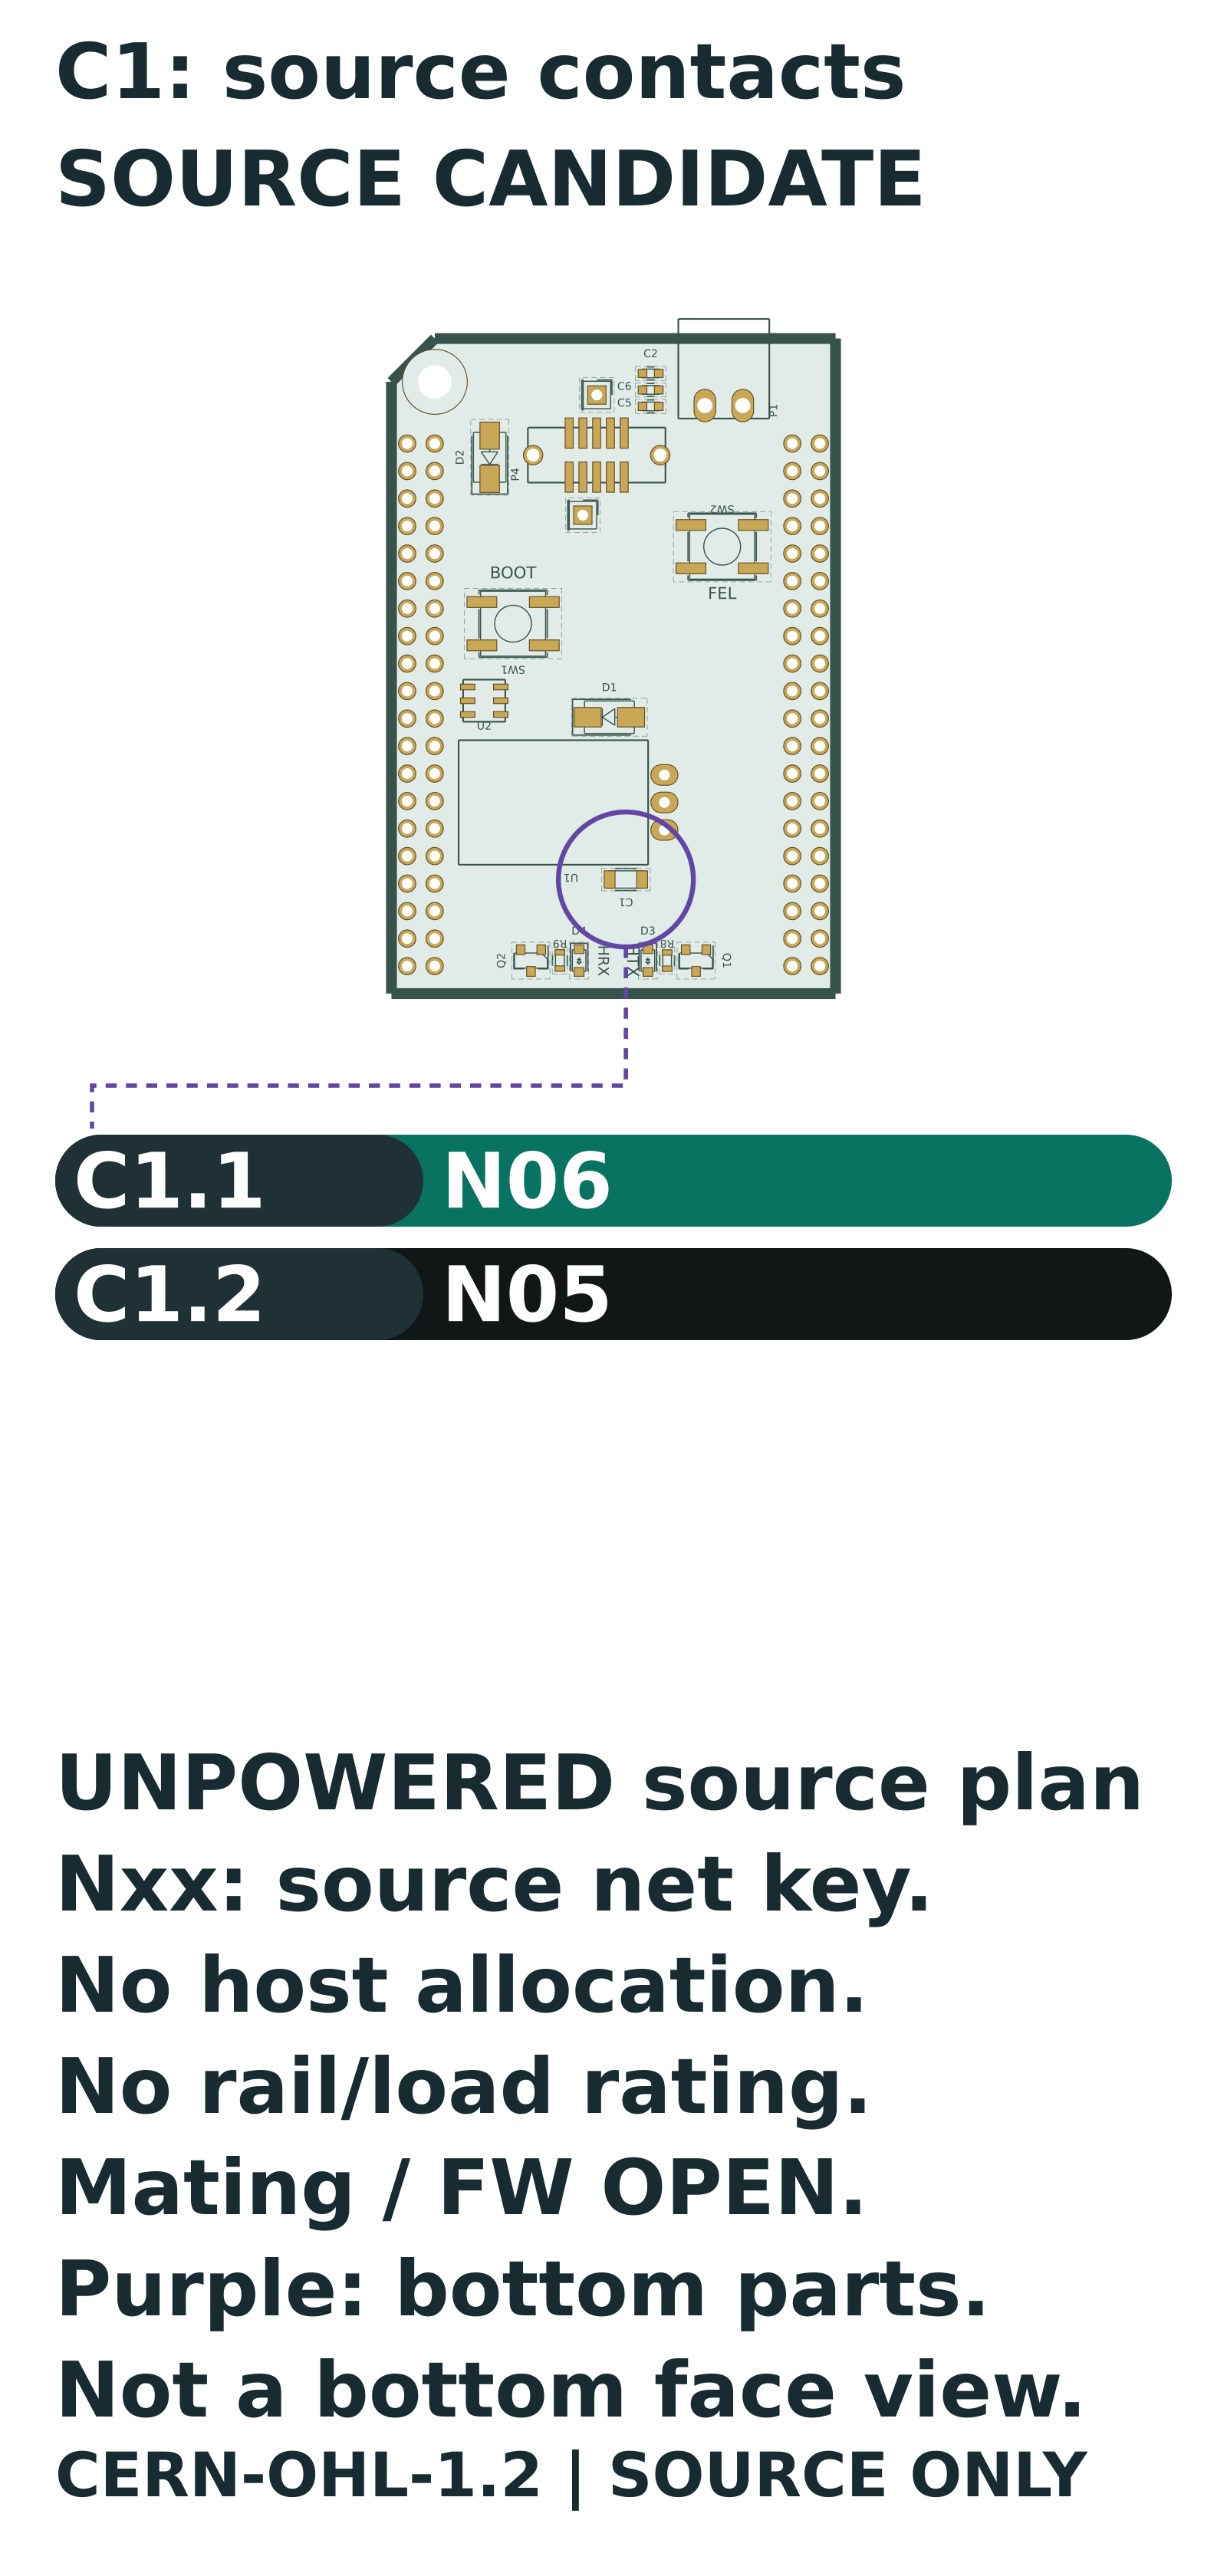 C1: source contacts
SOURCE CANDIDATE
C2
C6
C5
P1
D2
P4
SW2
BOOT
FEL
SW1
U2
D1
U1
C1
D4
D3
R9
R8
Q2
HRX
HTX
Q1
C1.1 N06
C1.2 N05
UNPOWERED source plan
Nxx: source net key.
No host allocation.
No rail/load rating.
Mating / FW OPEN.
Purple: bottom parts.
Not a bottom face view.
CERN-OHL-1.2 | SOURCE ONLY